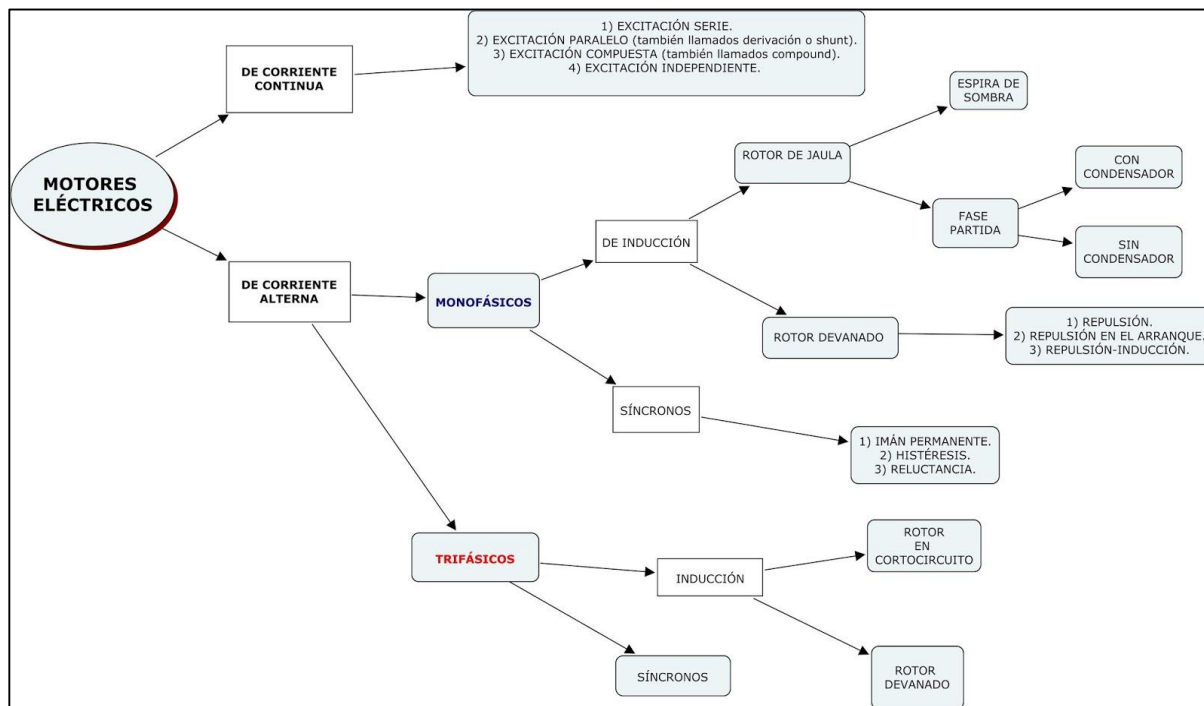 1) EXCITACIÓN SERIE.
2) EXCITACIÓN PARALELO (también llamados derivación o shunt).
3) EXCITACIÓN COMPUESTA (también llamados compound).
4) EXCITACIÓN INDEPENDIENTE.
DE CORRIENTE
CONTINUA
ESPIRA DE
SOMBRA
ROTOR DE JAULA
CON
CONDENSADOR
MOTORES
ELÉCTRICOS
FASE
PARTIDA
DE INDUCCIÓN
SIN
CONDENSADOR
DE CORRIENTE
ALTERNA
MONOFÁSICOS
ROTOR DEVANADO
1) REPULSIÓN.
2) REPULSIÓN EN EL ARRANQUE.
3) REPULSIÓN-INDUCCIÓN.
SÍNCRONOS
1) IMÁN PERMANENTE.
2) HISTÉRESIS.
3) RELUCTANCIA.
ROTOR
EN
CORTOCIRCUITO
TRIFÁSICOS
INDUCCIÓN
SÍNCRONOS
ROTOR
DEVANADO